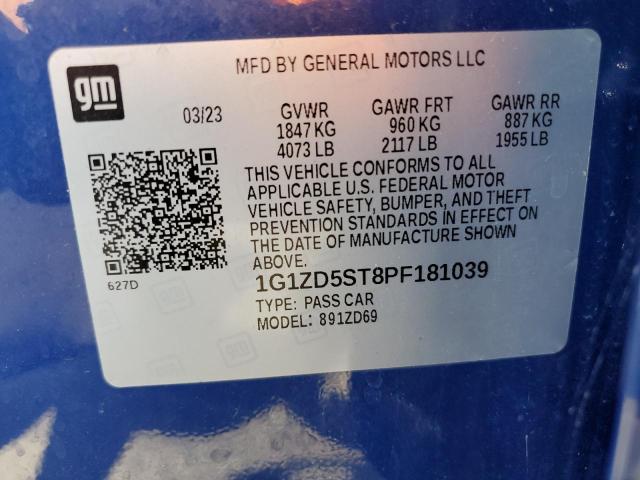 gm
MFD BY GENERAL MOTORS LLC
03/23 GVWR GAWR FRT GAWR RR
1847 KG 960 KG 887 KG
4073 LB 2117 LB 1955 LB
THIS VEHICLE CONFORMS TO ALL
APPLICABLE U.S. FEDERAL MOTOR
VEHICLE SAFETY, BUMPER, AND THEFT
PREVENTION STANDARDS IN EFFECT ON
THE DATE OF MANUFACTURE SHOWN
ABOVE.
627D
1G1ZD5ST8PF181039
TYPE: PASS CAR
MODEL: 891ZD69